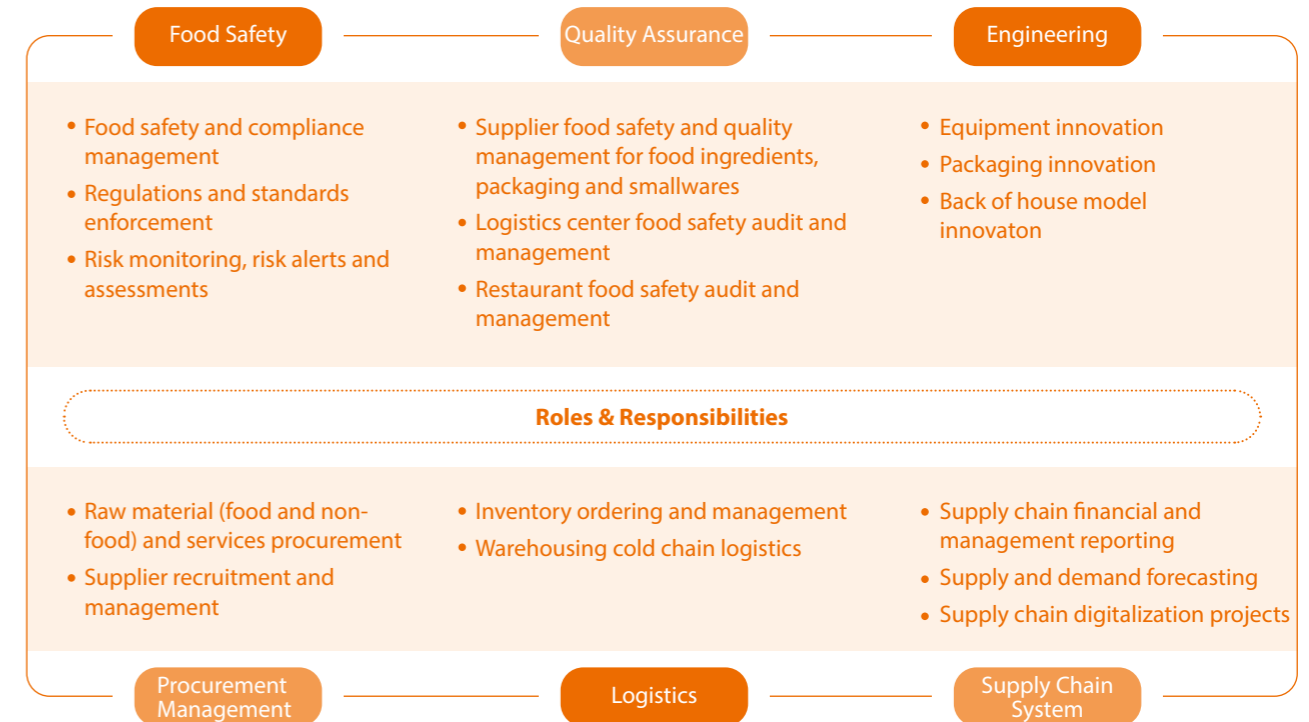 Food Safety
Quality Assurance
Engineering
• Food safety and compliance
management
• Regulations and standards
enforcement
• Risk monitoring, risk alerts and
assessments
• Supplier food safety and quality
management for food ingredients,
packaging and smallwares
• Logistics center food safety audit and
management
• Restaurant food safety audit and
management
• Equipment innovation
• Packaging innovation
• Back of house model
innovaton
Roles & Responsibilities
• Raw material (food and non-
food) and services procurement
• Supplier recruitment and
management
• Inventory ordering and management
• Warehousing cold chain logistics
• Supply chain financial and
management reporting
• Supply and demand forecasting
• Supply chain digitalization projects
Procurement
Management
Logistics
Supply Chain
System